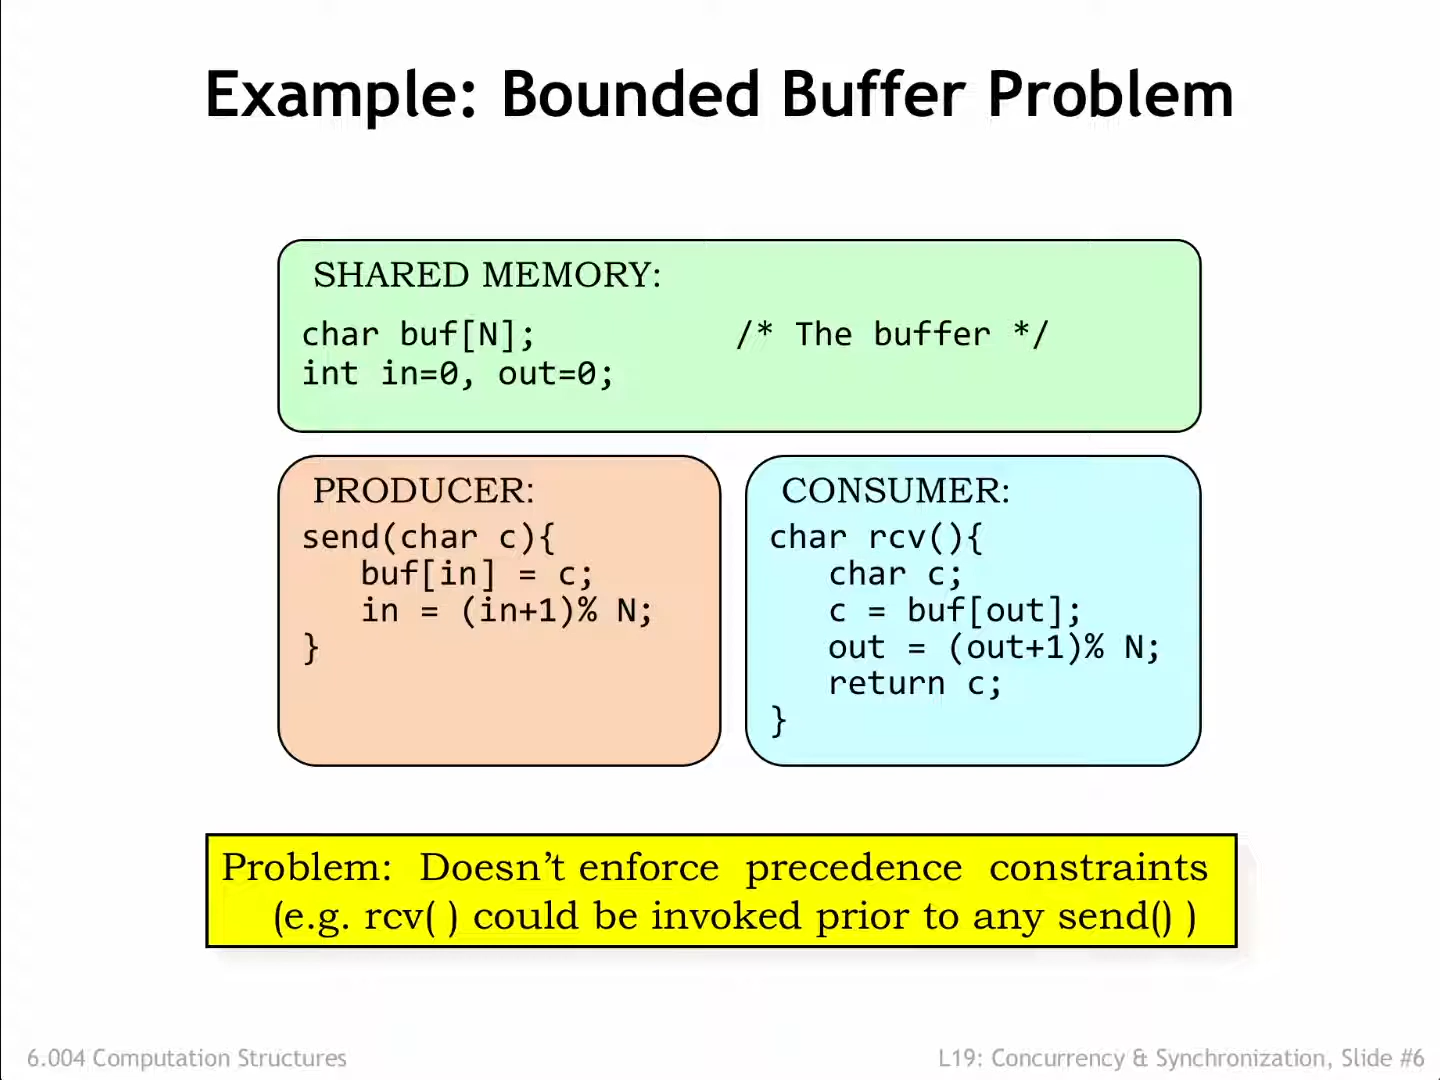 Example: Bounded Buffer Problem
SHARED MEMORY:
char buf[N]; /* The buffer */
int in=0, out=0;
PRODUCER:
send(char c){
buf[in] = c;
in = (in+1)% N;
}
CONSUMER:
char rcv(){
char c;
c = buf[out];
out = (out+1)% N;
return c;
}
Problem: Doesn’t enforce precedence constraints
(e.g. rcv( ) could be invoked prior to any send() )
6.004 Computation Structures
L19: Concurrency & Synchronization, Slide #6